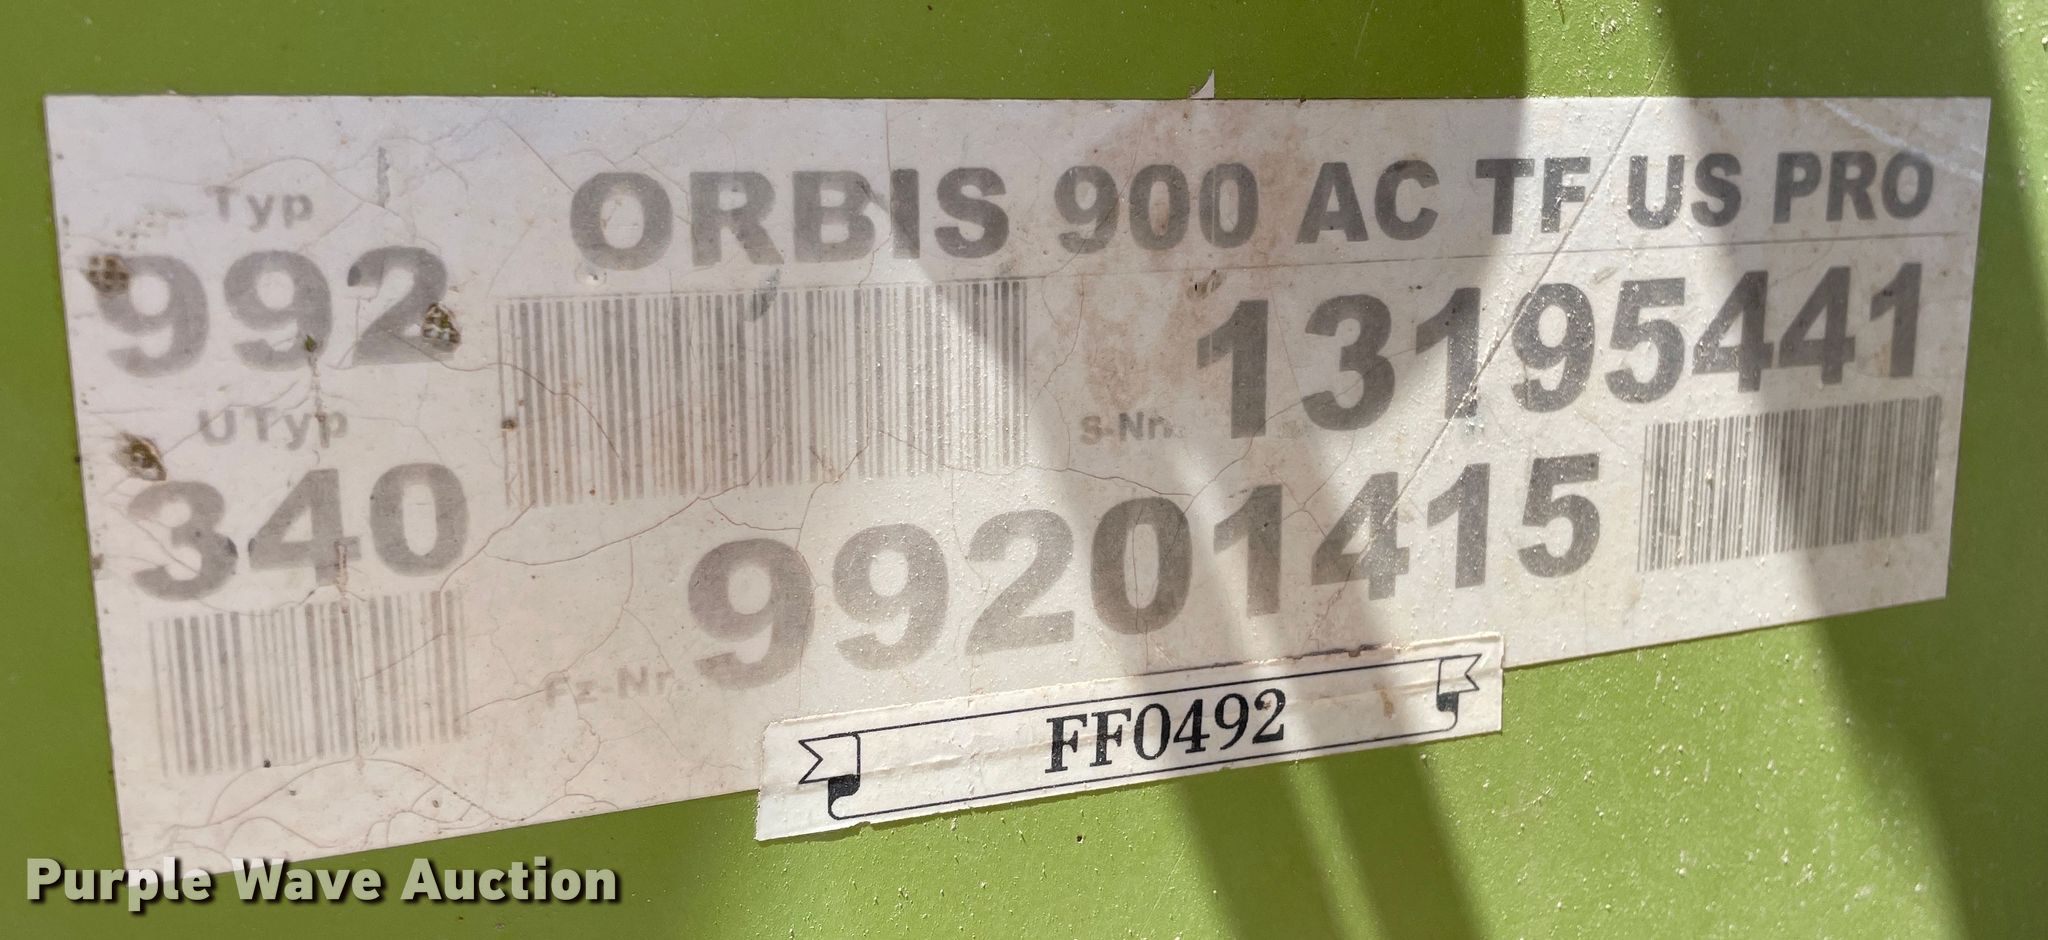 Typ ORBIS 900 AC TF US PRO
992
S-Nr. 13195441
UTyp
340
Fz-Nr. 99201415
FF0492
Purple Wave Auction